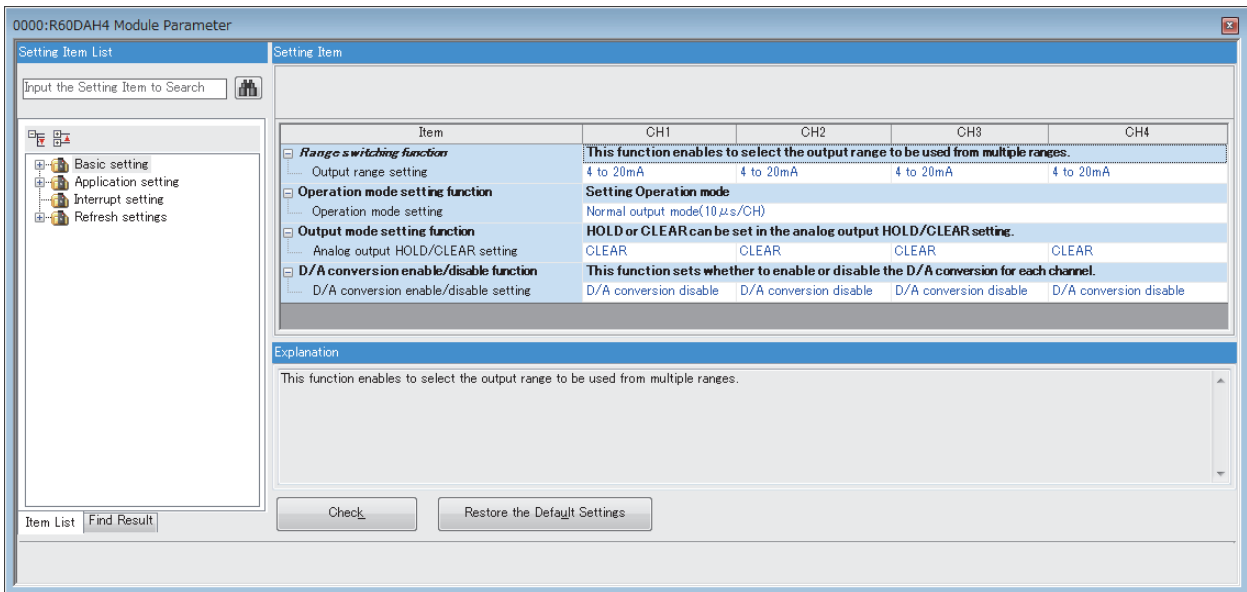 0000:R60DAH4 Module Parameter
Setting Item List
Input the Setting Item to Search
Basic setting
Application setting
Interrupt setting
Refresh settings
Item List Find Result
Setting Item
Item CH1 CH2 CH3 CH4
Range switching function This function enables to select the output range to be used from multiple ranges.
Output range setting 4 to 20mA 4 to 20mA 4 to 20mA 4 to 20mA
Operation mode setting function Setting Operation mode
Operation mode setting Normal output mode(10μs/CH)
Output mode setting function HOLD or CLEAR can be set in the analog output HOLD/CLEAR setting.
Analog output HOLD/CLEAR setting CLEAR CLEAR CLEAR CLEAR
D/A conversion enable/disable function This function sets whether to enable or disable the D/A conversion for each channel.
D/A conversion enable/disable setting D/A conversion disable D/A conversion disable D/A conversion disable D/A conversion disable
Explanation
This function enables to select the output range to be used from multiple ranges.
Check Restore the Default Settings